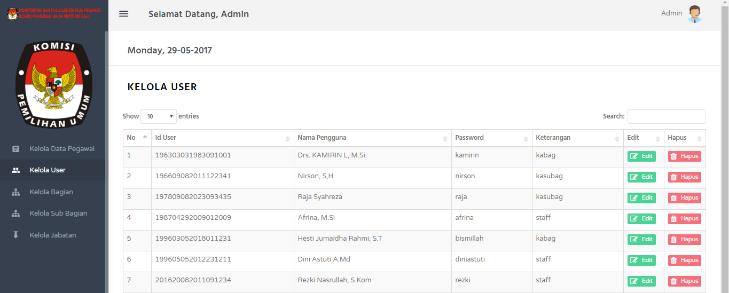 Selamat Datang, Admin
Admin
Monday, 29-05-2017
KOMISI
PEMILIHAN UMUM
KELOLA USER
Show 10 entries
Search:
Kelola Data Pegawai
Kelola User
Kelola Bagian
Kelola Sub Bagian
Kelola Jabatan
No Id User Nama Pengguna Password Keterangan Edit Hapus
1 196303031983091001 Drs. KAMIRIN L, M.Si kamirin kabag Edit Hapus
2 196609082011122341 Nirson, S,H nirson kasubag Edit Hapus
3 197809082023093435 Raja Syahreza raja kasubag Edit Hapus
4 198704292009012009 Afrina, M.Si afrina staff Edit Hapus
5 199603052018011231 Hesti Jumaidha Rahmi, S.T bismillah kabag Edit Hapus
6 199605052012231211 Dini Astuti A.Md diniastuti staff Edit Hapus
7 201620082011091234 Rezki Nasrullah, S.Kom rezki staff Edit Hapus